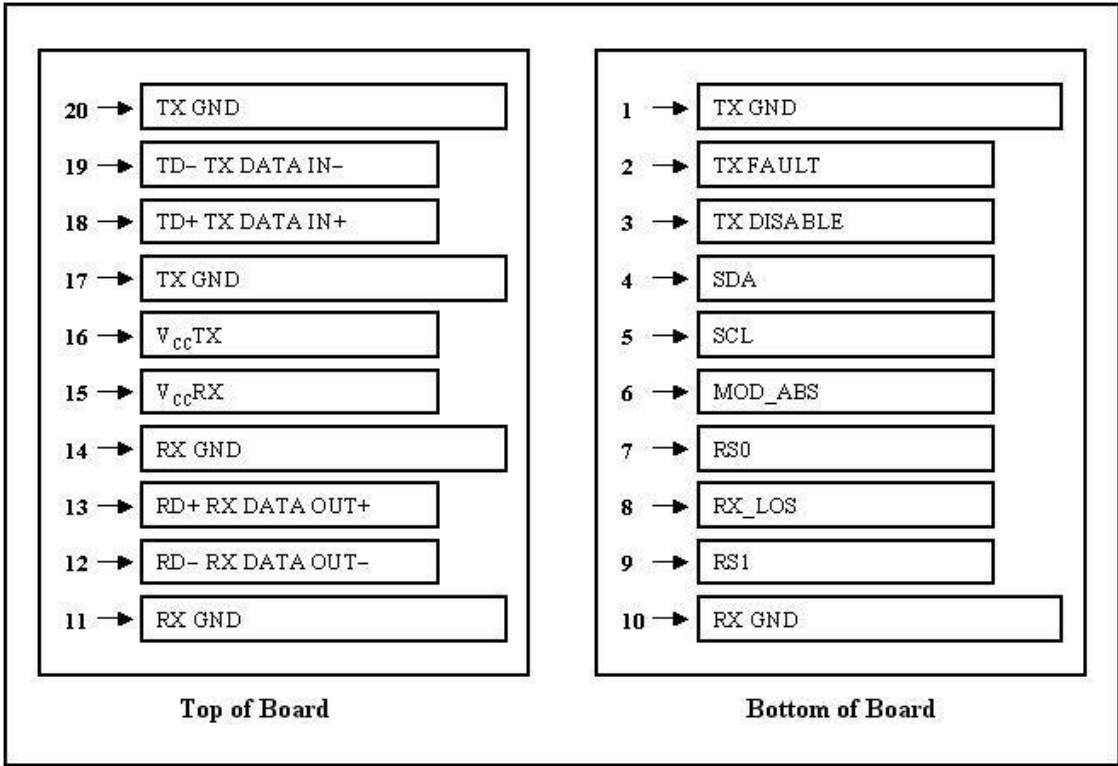 20 TX GND
19 TD− TX DATA IN−
18 TD+ TX DATA IN+
17 TX GND
16 VCCTX
15 VCCRX
14 RX GND
13 RD+ RX DATA OUT+
12 RD− RX DATA OUT−
11 RX GND
Top of Board
1 TX GND
2 TX FAULT
3 TX DISABLE
4 SDA
5 SCL
6 MOD_ABS
7 RS0
8 RX_LOS
9 RS1
10 RX GND
Bottom of Board